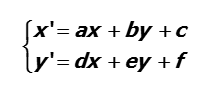 x' = ax + by + c
y' = dx + ey + f